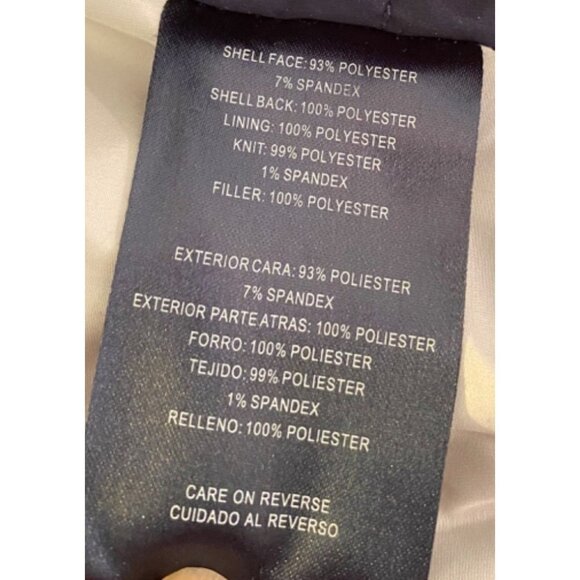 SHELL FACE: 93% POLYESTER
7% SPANDEX
SHELL BACK: 100% POLYESTER
LINING: 100% POLYESTER
KNIT: 99% POLYESTER
1% SPANDEX
FILLER: 100% POLYESTER
EXTERIOR CARA: 93% POLIESTER
7% SPANDEX
EXTERIOR PARTE ATRAS: 100% POLIESTER
FORRO: 100% POLIESTER
TEJIDO: 99% POLIESTER
1% SPANDEX
RELLENO: 100% POLIESTER
CARE ON REVERSE
CUIDADO AL REVERSO